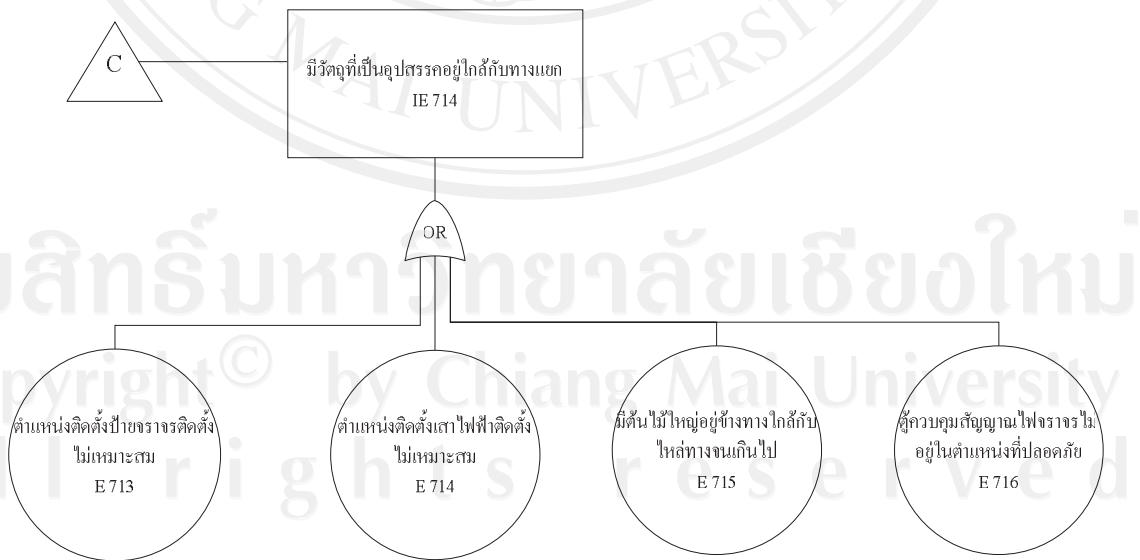 C
มีวัตถุที่เป็นอุปสรรคอยู่ใกล้กับทางแยก
IE 714
OR
ตำแหน่งติดตั้งป้ายจราจรติดตั้ง
ไม่เหมาะสม
E 713
ตำแหน่งติดตั้งเสาไฟฟ้าติดตั้ง
ไม่เหมาะสม
E 714
มีต้นไม้ใหญ่อยู่ข้างทางใกล้กับ
ไหล่ทางจนเกินไป
E 715
ตู้ควบคุมสัญญาณไฟจราจรไม่
อยู่ในตำแหน่งที่ปลอดภัย
E 716
G MAI UNIVERSI
สิทธิ์มหาวิทยาลัยเชียงใหม่
pyright© by Chiang Mai University
l l r i g h t s r e s e r v e d